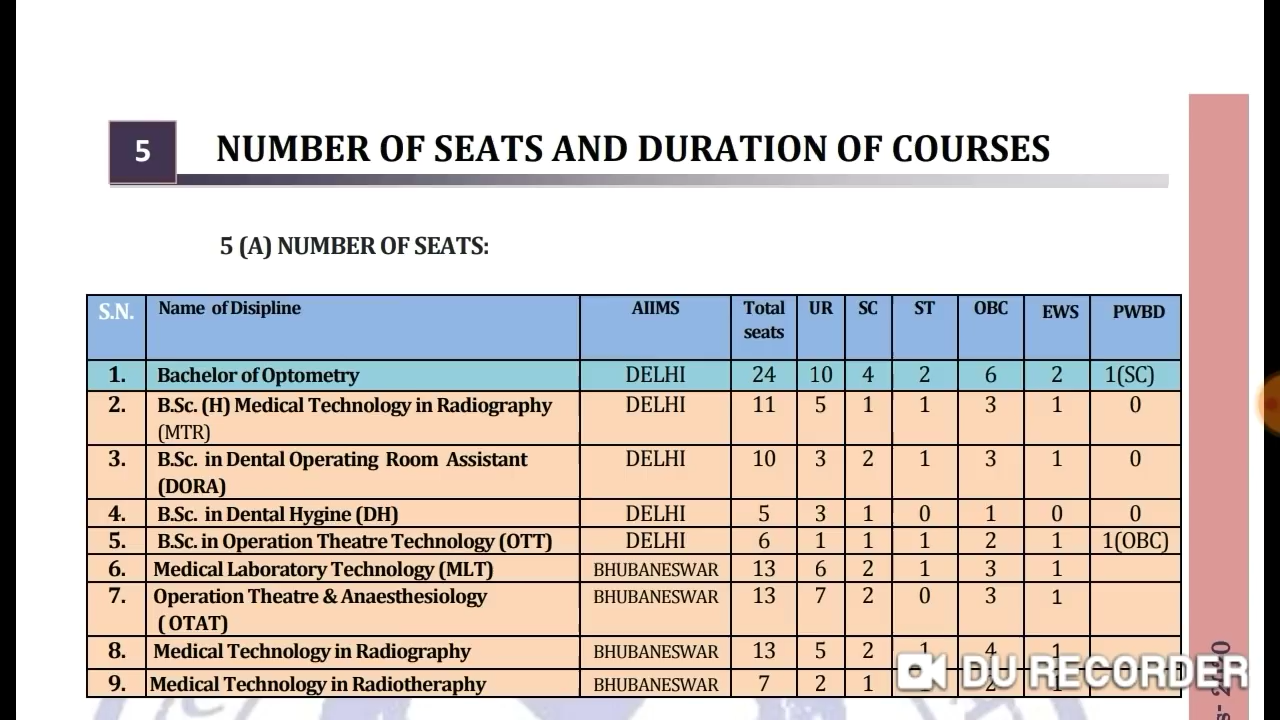 5 NUMBER OF SEATS AND DURATION OF COURSES
5 (A) NUMBER OF SEATS:
S.N. Name of Disipline AIIMS Total seats UR SC ST OBC EWS PWBD
1. Bachelor of Optometry DELHI 24 10 4 2 6 2 1(SC)
2. B.Sc. (H) Medical Technology in Radiography DELHI 11 5 1 1 3 1 0
(MTR)
3. B.Sc. in Dental Operating Room Assistant DELHI 10 3 2 1 3 1 0
(DORA)
4. B.Sc. in Dental Hygine (DH) DELHI 5 3 1 0 1 0 0
5. B.Sc. in Operation Theatre Technology (OTT) DELHI 6 1 1 1 2 1 1(OBC)
6. Medical Laboratory Technology (MLT) BHUBANESWAR 13 6 2 1 3 1
7. Operation Theatre & Anaesthesiology BHUBANESWAR 13 7 2 0 3 1
( OTAT)
8. Medical Technology in Radiography BHUBANESWAR 13 5 2 1 4 1
9. Medical Technology in Radiotheraphy BHUBANESWAR 7 2 1
DU RECORDER